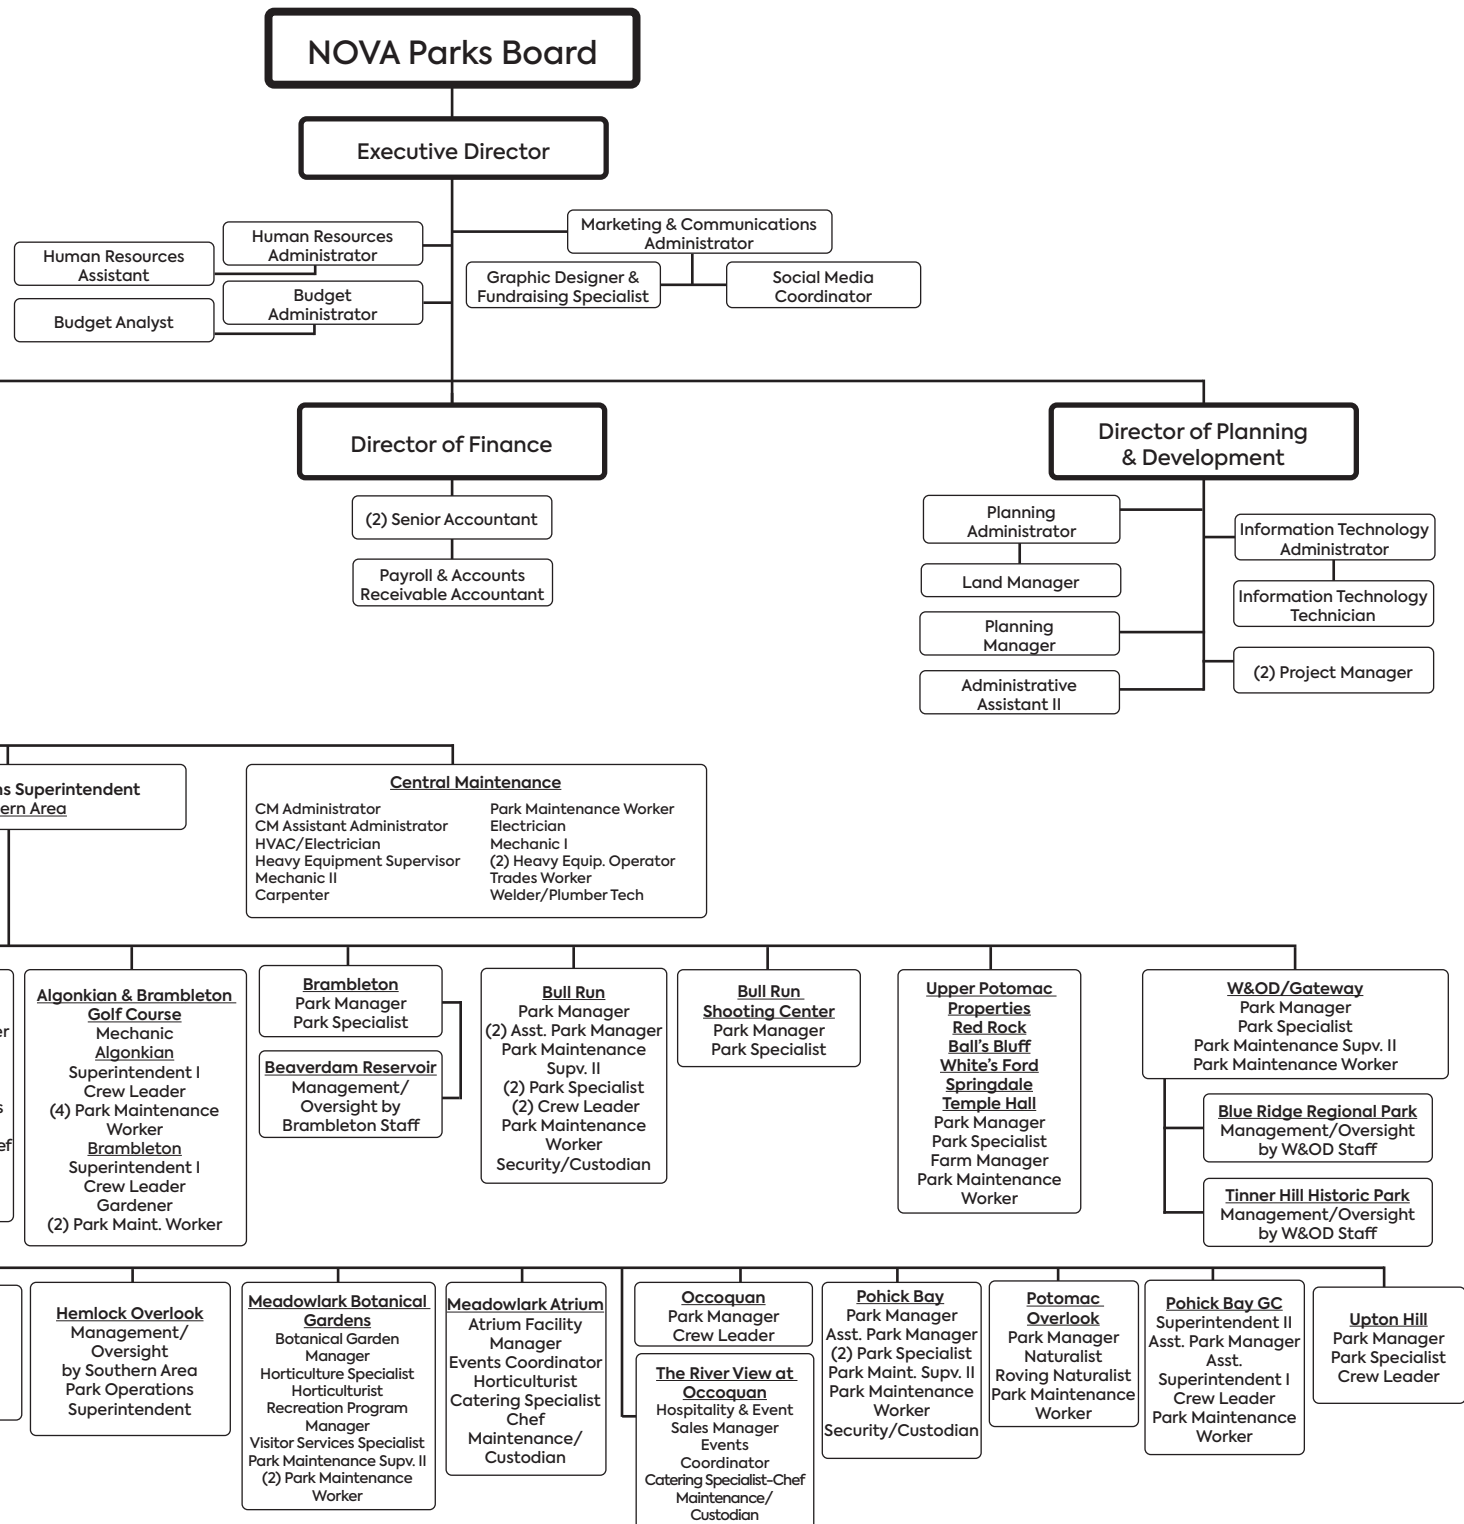 NOVA Parks Board
Executive Director
Human Resources
Administrator
Human Resources
Assistant
Budget
Administrator
Budget Analyst
Marketing & Communications
Administrator
Graphic Designer &
Fundraising Specialist
Social Media
Coordinator
Director of Finance
(2) Senior Accountant
Payroll & Accounts
Receivable Accountant
Director of Planning
& Development
Planning
Administrator
Land Manager
Planning
Manager
Administrative
Assistant II
Information Technology
Administrator
Information Technology
Technician
(2) Project Manager
ns Superintendent
ern Area
Central Maintenance
CM Administrator
CM Assistant Administrator
HVAC/Electrician
Heavy Equipment Supervisor
Mechanic II
Carpenter
Park Maintenance Worker
Electrician
Mechanic I
(2) Heavy Equip. Operator
Trades Worker
Welder/Plumber Tech
er
s
ef
Algonkian & Brambleton
Golf Course
Mechanic
Algonkian
Superintendent I
Crew Leader
(4) Park Maintenance
Worker
Brambleton
Superintendent I
Crew Leader
Gardener
(2) Park Maint. Worker
Brambleton
Park Manager
Park Specialist
Beaverdam Reservoir
Management/
Oversight by
Brambleton Staff
Bull Run
Park Manager
(2) Asst. Park Manager
Park Maintenance
Supv. II
(2) Park Specialist
(2) Crew Leader
Park Maintenance
Worker
Security/Custodian
Bull Run
Shooting Center
Park Manager
Park Specialist
Upper Potomac
Properties
Red Rock
Ball's Bluff
White's Ford
Springdale
Temple Hall
Park Manager
Park Specialist
Farm Manager
Park Maintenance
Worker
W&OD/Gateway
Park Manager
Park Specialist
Park Maintenance Supv. II
Park Maintenance Worker
Blue Ridge Regional Park
Management/Oversight
by W&OD Staff
Tinner Hill Historic Park
Management/Oversight
by W&OD Staff
Hemlock Overlook
Management/
Oversight
by Southern Area
Park Operations
Superintendent
Meadowlark Botanical
Gardens
Botanical Garden
Manager
Horticulture Specialist
Horticulturist
Recreation Program
Manager
Visitor Services Specialist
Park Maintenance Supv. II
(2) Park Maintenance
Worker
Meadowlark Atrium
Atrium Facility
Manager
Events Coordinator
Horticulturist
Catering Specialist
Chef
Maintenance/
Custodian
Occoquan
Park Manager
Crew Leader
The River View at
Occoquan
Hospitality & Event
Sales Manager
Events
Coordinator
Catering Specialist-Chef
Maintenance/
Custodian
Pohick Bay
Park Manager
Asst. Park Manager
(2) Park Specialist
Park Maint. Supv. II
Park Maintenance
Worker
Security/Custodian
Potomac
Overlook
Park Manager
Naturalist
Roving Naturalist
Park Maintenance
Worker
Pohick Bay GC
Superintendent II
Asst. Park Manager
Asst.
Superintendent I
Crew Leader
Park Maintenance
Worker
Upton Hill
Park Manager
Park Specialist
Crew Leader